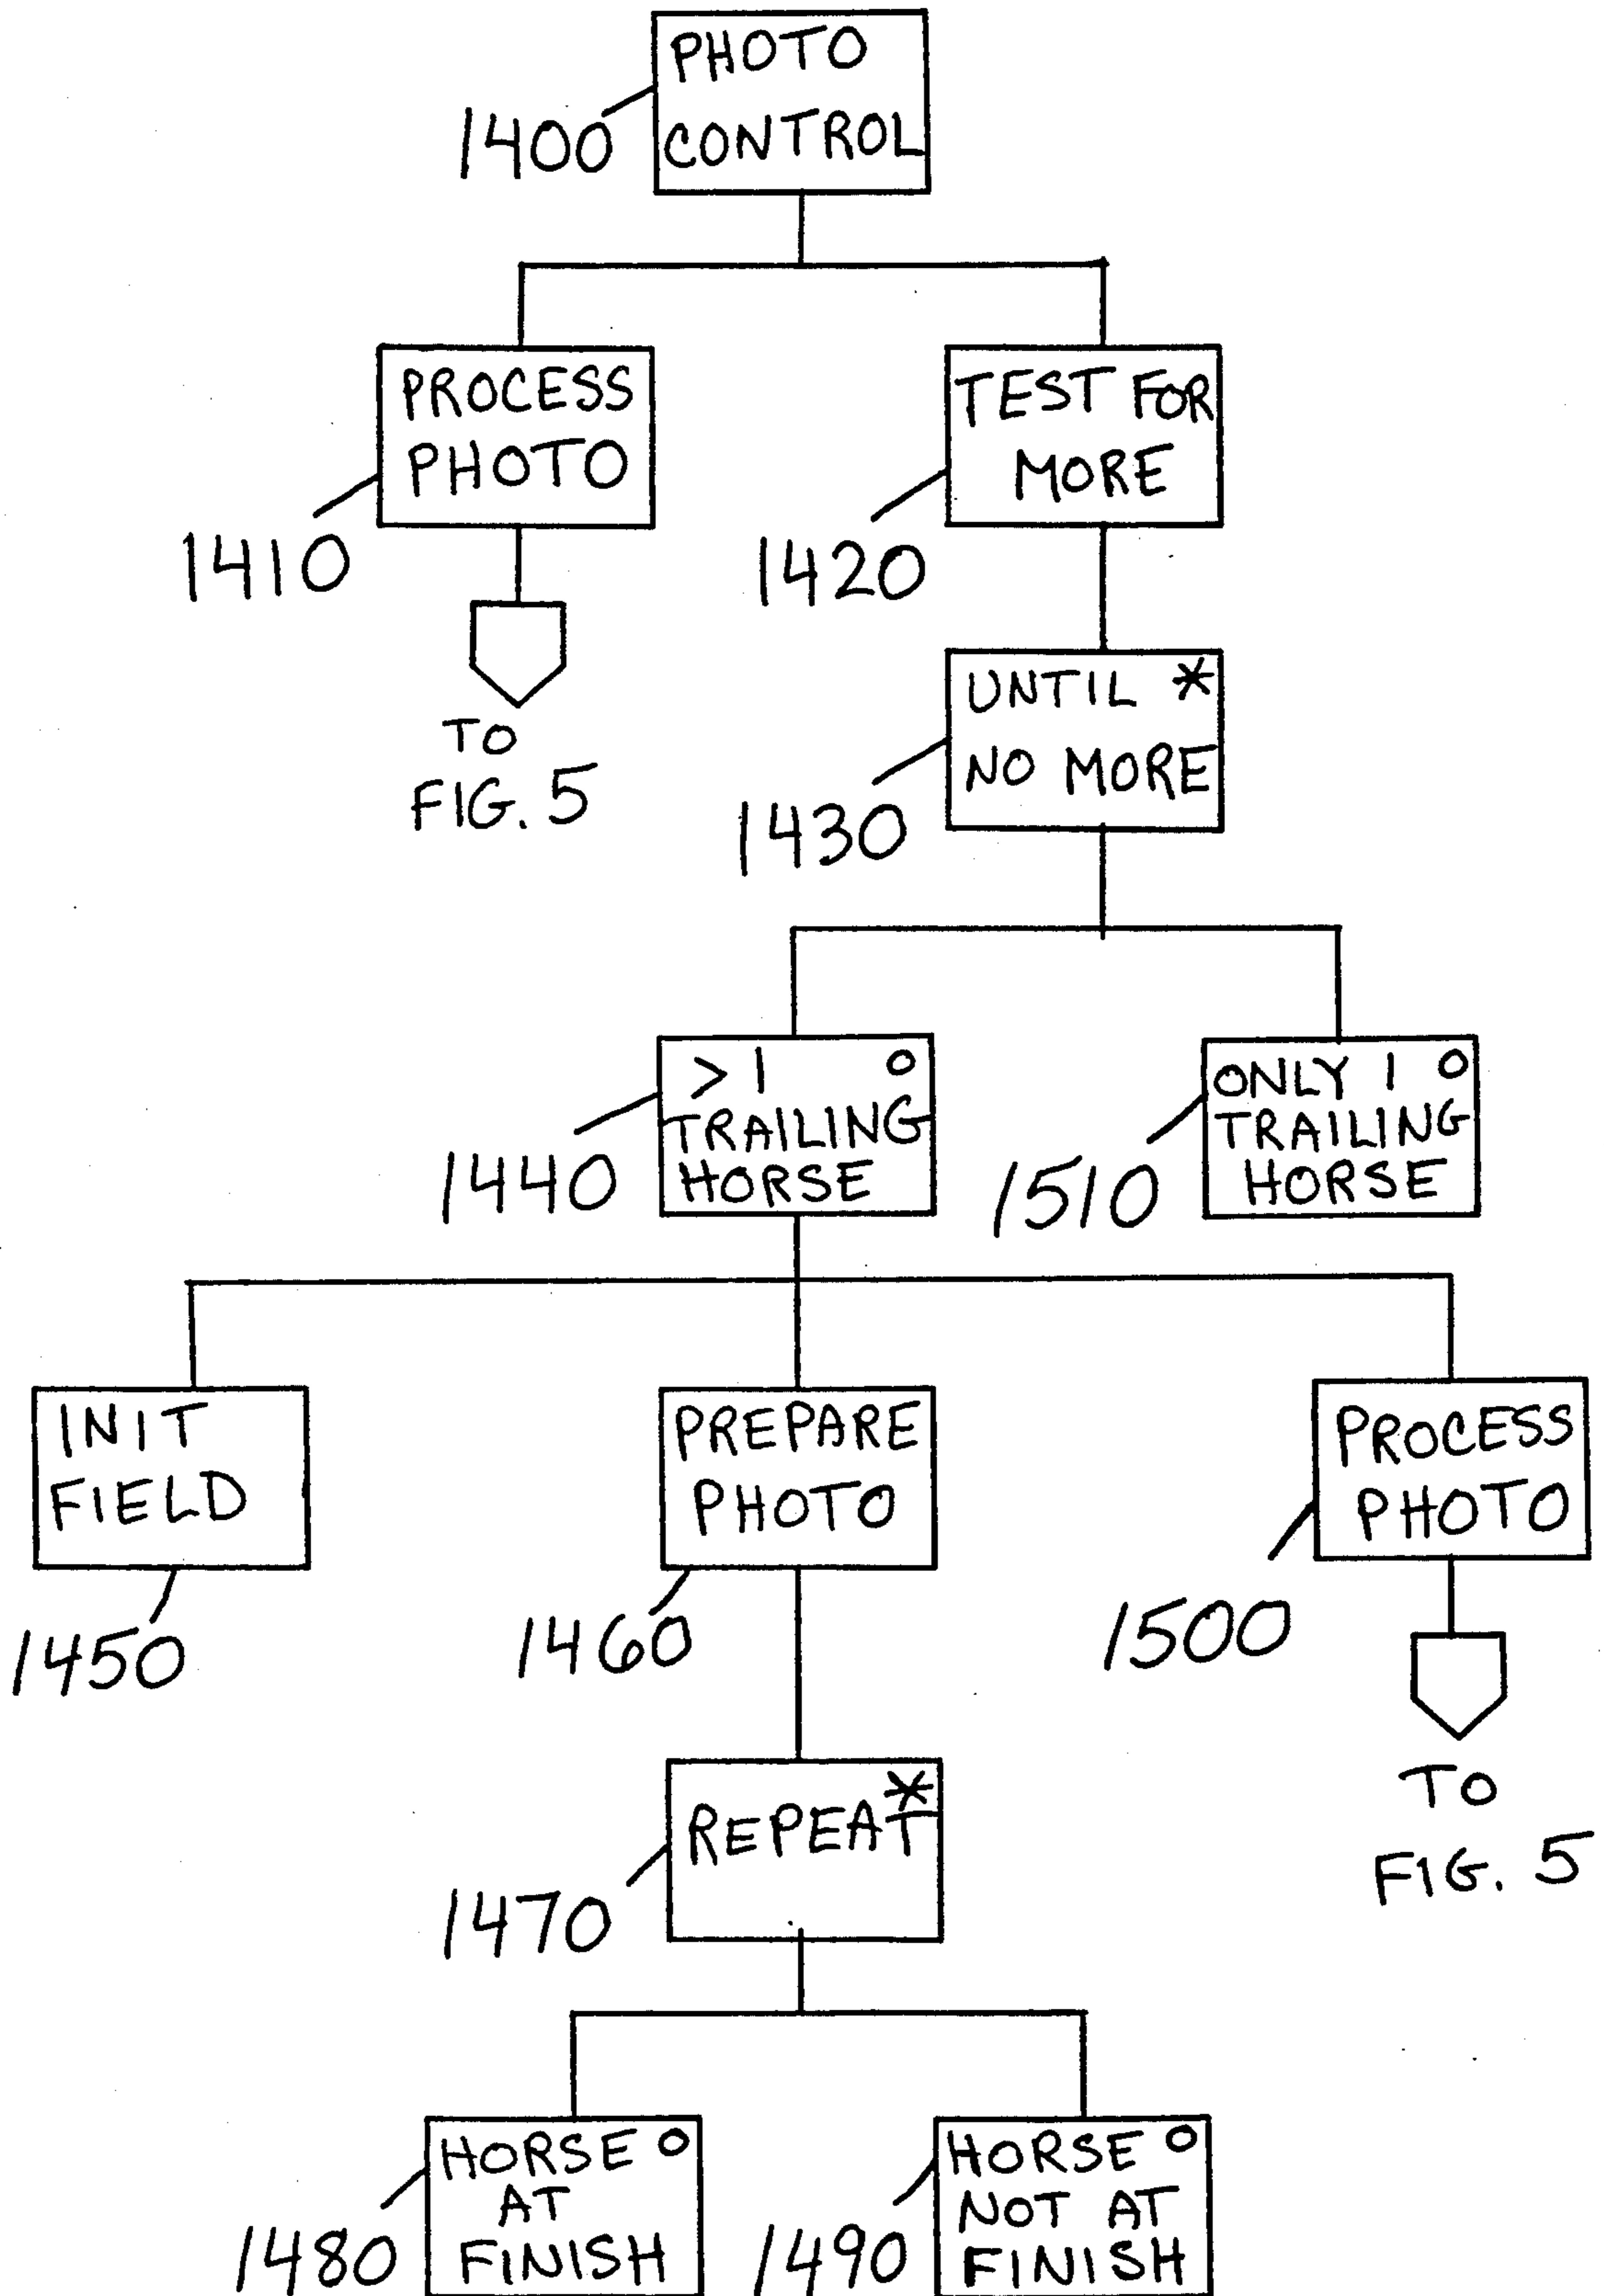 PHOTO
CONTROL
1400
PROCESS
PHOTO
1410
TO
FIG. 5
TEST FOR
MORE
1420
UNTIL *
NO MORE
1430
> 1 o
TRAILING
HORSE
1440
ONLY 1 o
TRAILING
HORSE
1510
INIT
FIELD
1450
PREPARE
PHOTO
1460
PROCESS
PHOTO
1500
TO
FIG. 5
*
REPEAT
1470
HORSE o
AT
FINISH
1480
HORSE o
NOT AT
FINISH
1490